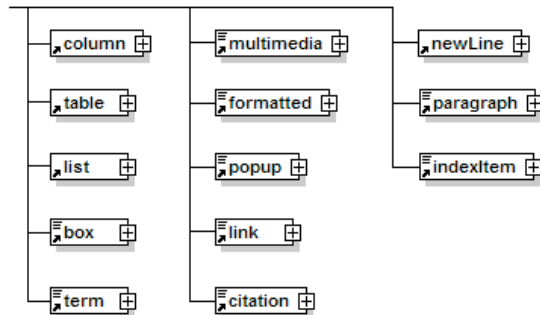 column
multimedia
newLine
table
formatted
paragraph
list
popup
indexItem
box
link
term
citation